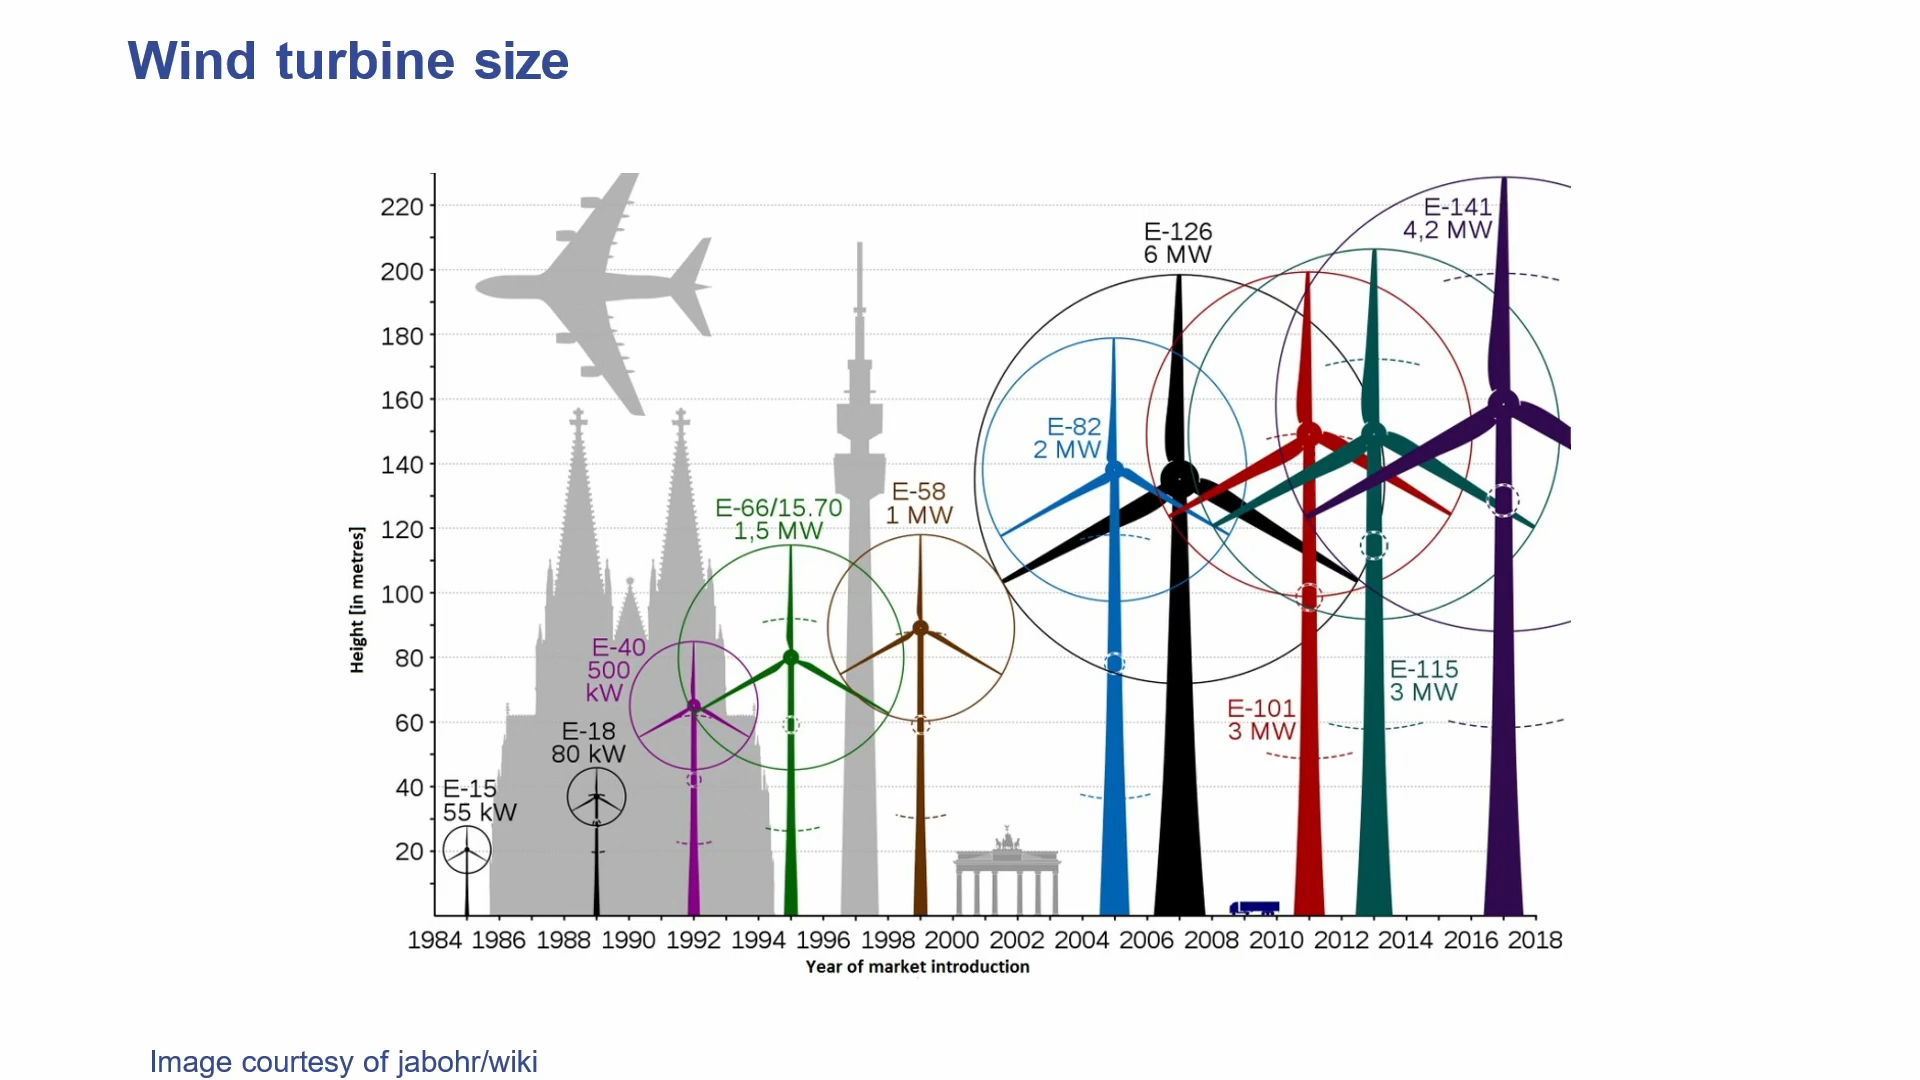 Wind turbine size
E-141
4,2 MW
E-126
6 MW
E-82
2 MW
E-66/15.70
1,5 MW
E-58
1 MW
E-40
500
kW
E-18
80 kW
E-15
55 kW
E-115
3 MW
E-101
3 MW
Height [in metres]
220
200
180
160
140
120
100
80
60
40
20
1984 1986 1988 1990 1992 1994 1996 1998 2000 2002 2004 2006 2008 2010 2012 2014 2016 2018
Year of market introduction
Image courtesy of jabohr/wiki